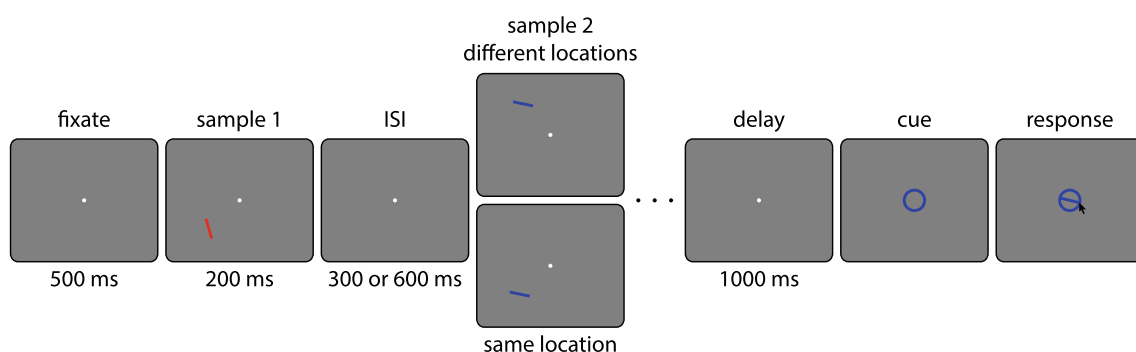 sample 2
different locations
fixate
sample 1
ISI
delay
cue
response
500 ms
200 ms
300 or 600 ms
. . .
1000 ms
same location